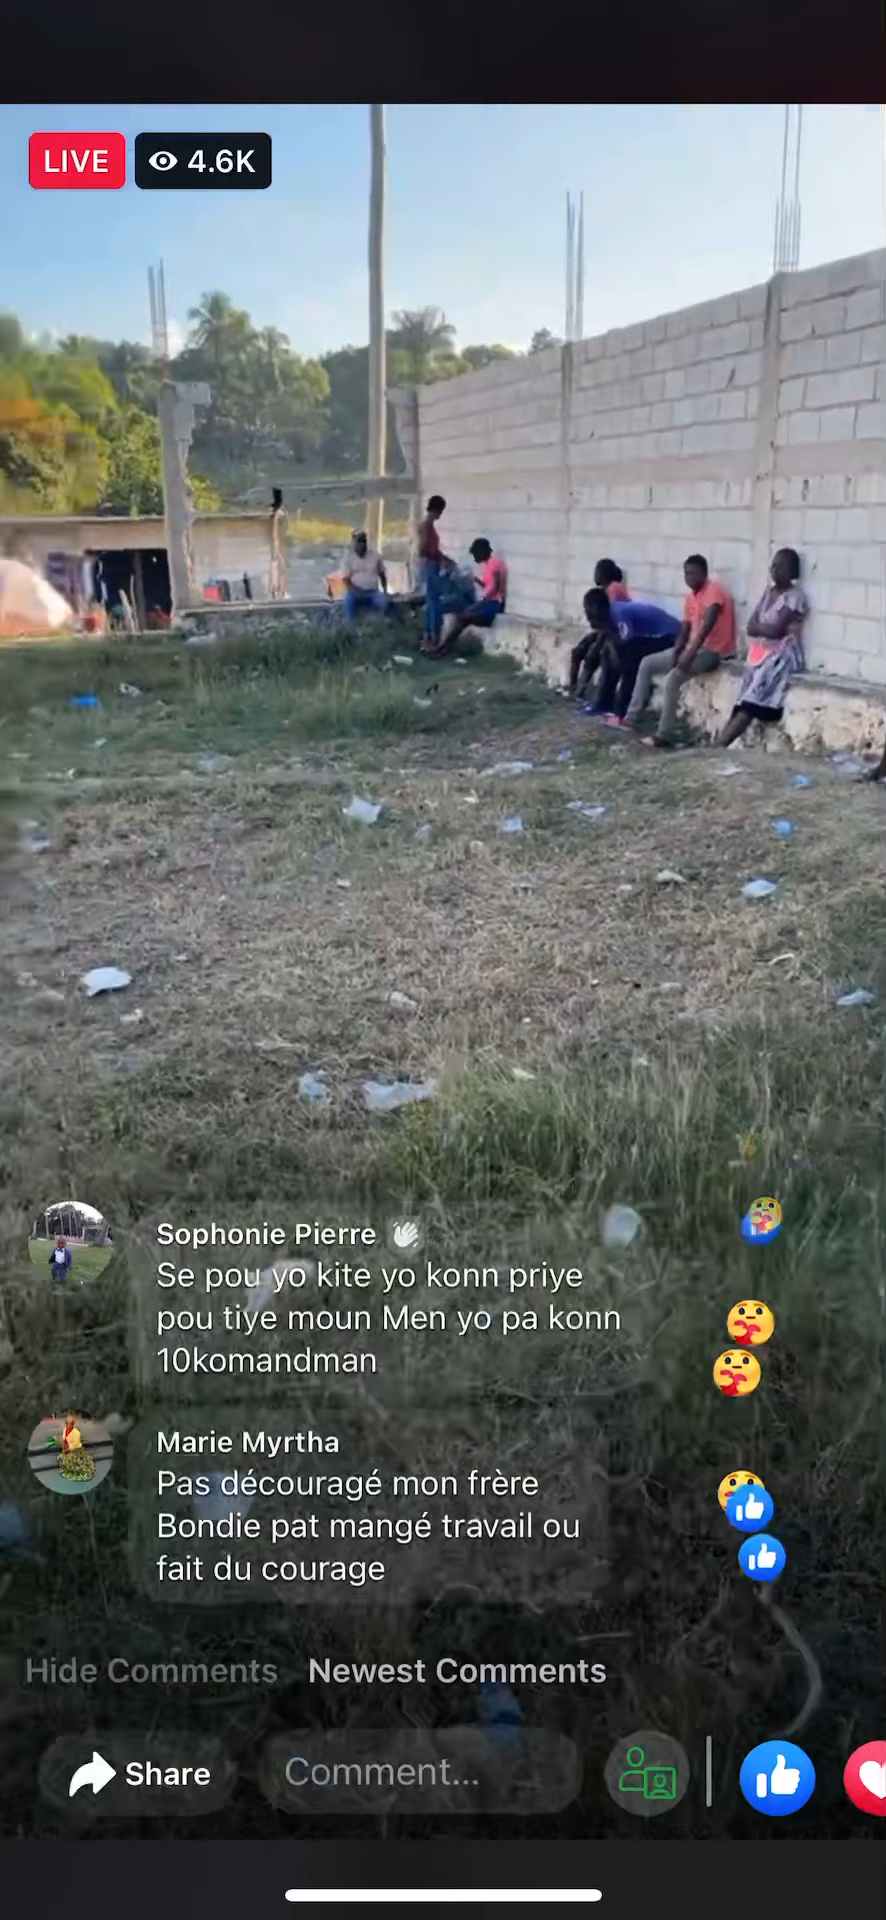 LIVE 4.6K
Sophonie Pierre 👋
Se pou yo kite yo konn priye
pou tiye moun Men yo pa konn
10komandman
Marie Myrtha
Pas découragé mon frère
Bondie pat mangé travail ou
fait du courage
Hide Comments Newest Comments
Share Comment...